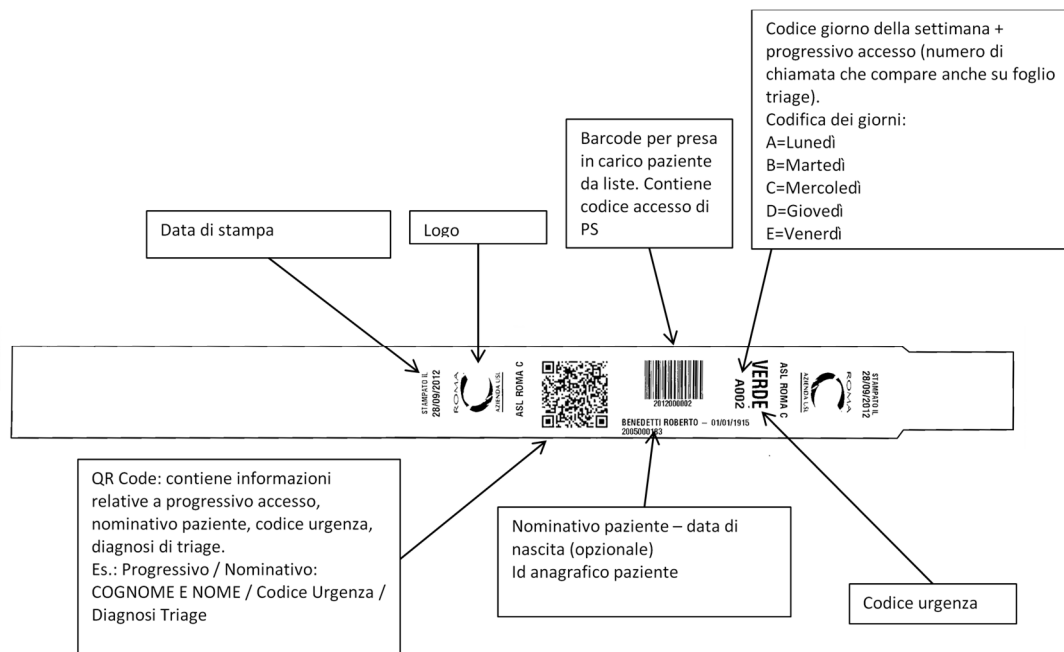 Codice giorno della settimana +
progressivo accesso (numero di
chiamata che compare anche su foglio
triage).
Codifica dei giorni:
A=Lunedì
B=Martedì
C=Mercoledì
D=Giovedì
E=Venerdì
Barcode per presa
in carico paziente
da liste. Contiene
codice accesso di
PS
Data di stampa
Logo
STAMPATO IL
28/09/2012
ROMA
AZIENDA USL
ASL ROMA C
2012000002
BENEDETTI ROBERTO – 01/01/1915
2005000183
VERDE
A002
ASL ROMA C
AZIENDA USL
ROMA
STAMPATO IL
28/09/2012
QR Code: contiene informazioni
relative a progressivo accesso,
nominativo paziente, codice urgenza,
diagnosi di triage.
Es.: Progressivo / Nominativo:
COGNOME E NOME / Codice Urgenza /
Diagnosi Triage
Nominativo paziente – data di
nascita (opzionale)
Id anagrafico paziente
Codice urgenza